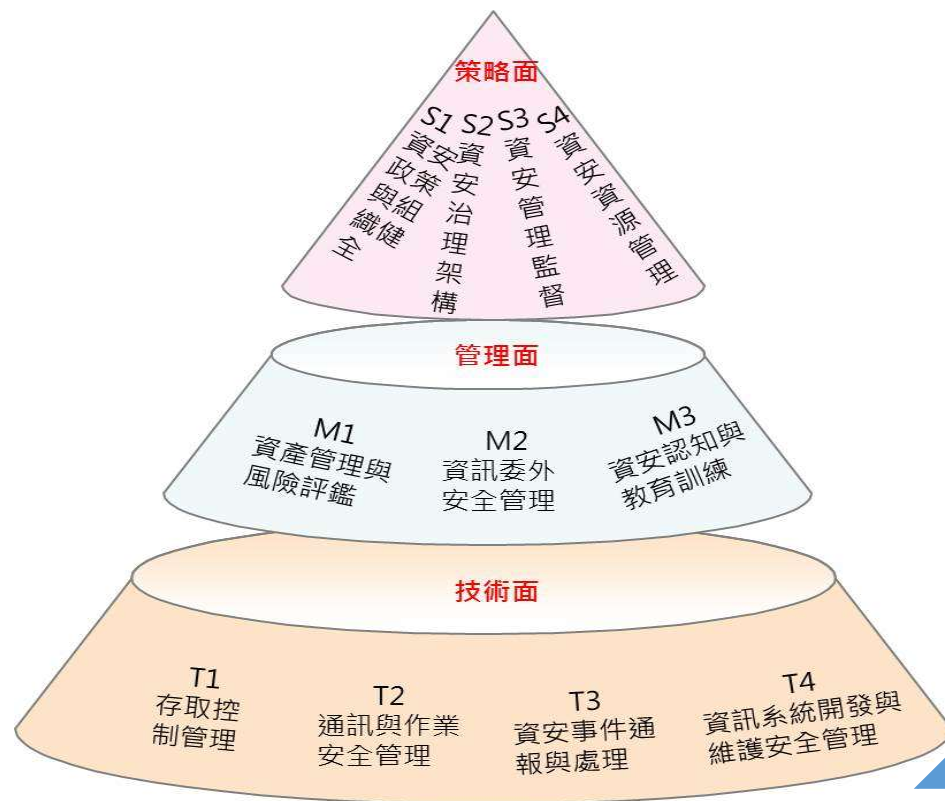 策略面
S1
資安
政策
與組
織健
全
S2
資安治理架構
S3
資安管理監督
S4
資安資源管理
管理面
M1
資產管理與
風險評鑑
M2
資訊委外
安全管理
M3
資安認知與
教育訓練
技術面
T1
存取控
制管理
T2
通訊與作業
安全管理
T3
資安事件通
報與處理
T4
資訊系統開發與
維護安全管理